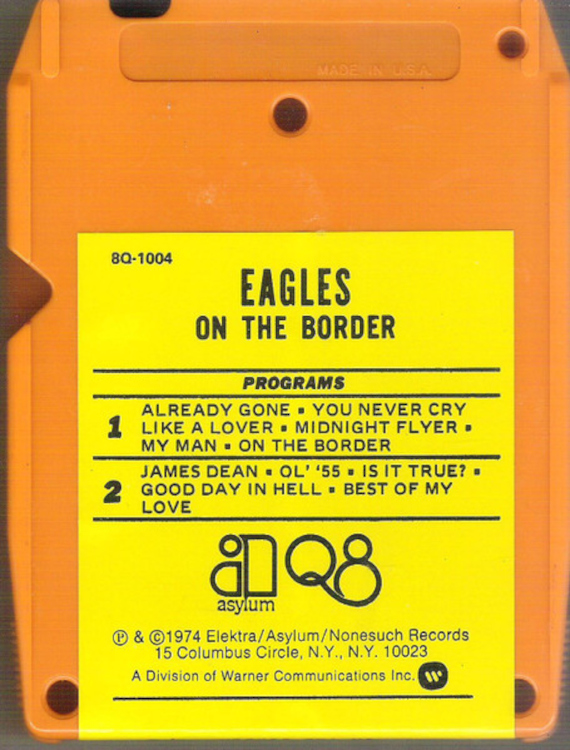 MADE IN U.S.A.
8Q-1004
EAGLES
ON THE BORDER
PROGRAMS
1 ALREADY GONE ▪ YOU NEVER CRY
LIKE A LOVER ▪ MIDNIGHT FLYER ▪
MY MAN ▪ ON THE BORDER
2 JAMES DEAN ▪ OL' '55 ▪ IS IT TRUE? ▪
GOOD DAY IN HELL ▪ BEST OF MY
LOVE
a Q8
asylum
℗ & ©1974 Elektra/Asylum/Nonesuch Records
15 Columbus Circle, N.Y., N.Y. 10023
A Division of Warner Communications Inc. W